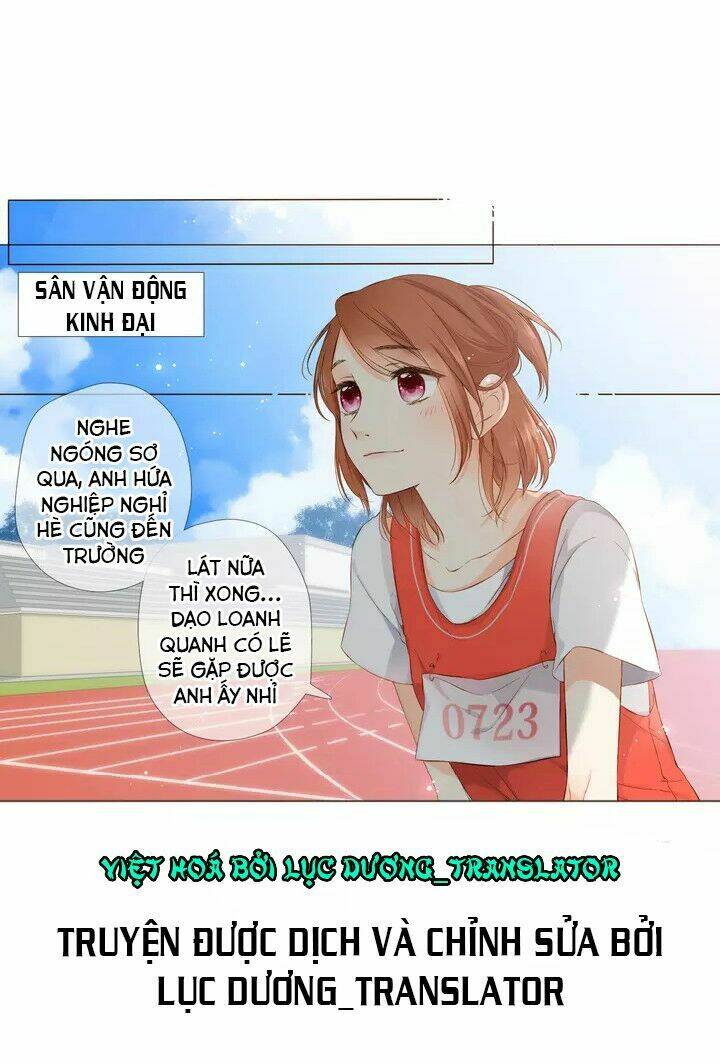 SÂN VẬN ĐỘNG
KINH ĐẠI
NGHE
NGÓNG SƠ
QUA, ANH HỨA
NGHIỆP NGHỈ
HÈ CŨNG ĐẾN
TRƯỜNG
LÁT NỮA
THÌ XONG...
DẠO LOANH
QUANH CÓ LẼ
SẼ GẶP ĐƯỢC
ANH ẤY NHỈ
0723
VIỆT HOÁ BỞI LỤC DƯƠNG_TRANSLATOR
TRUYỆN ĐƯỢC DỊCH VÀ CHỈNH SỬA BỞI
LỤC DƯƠNG_TRANSLATOR